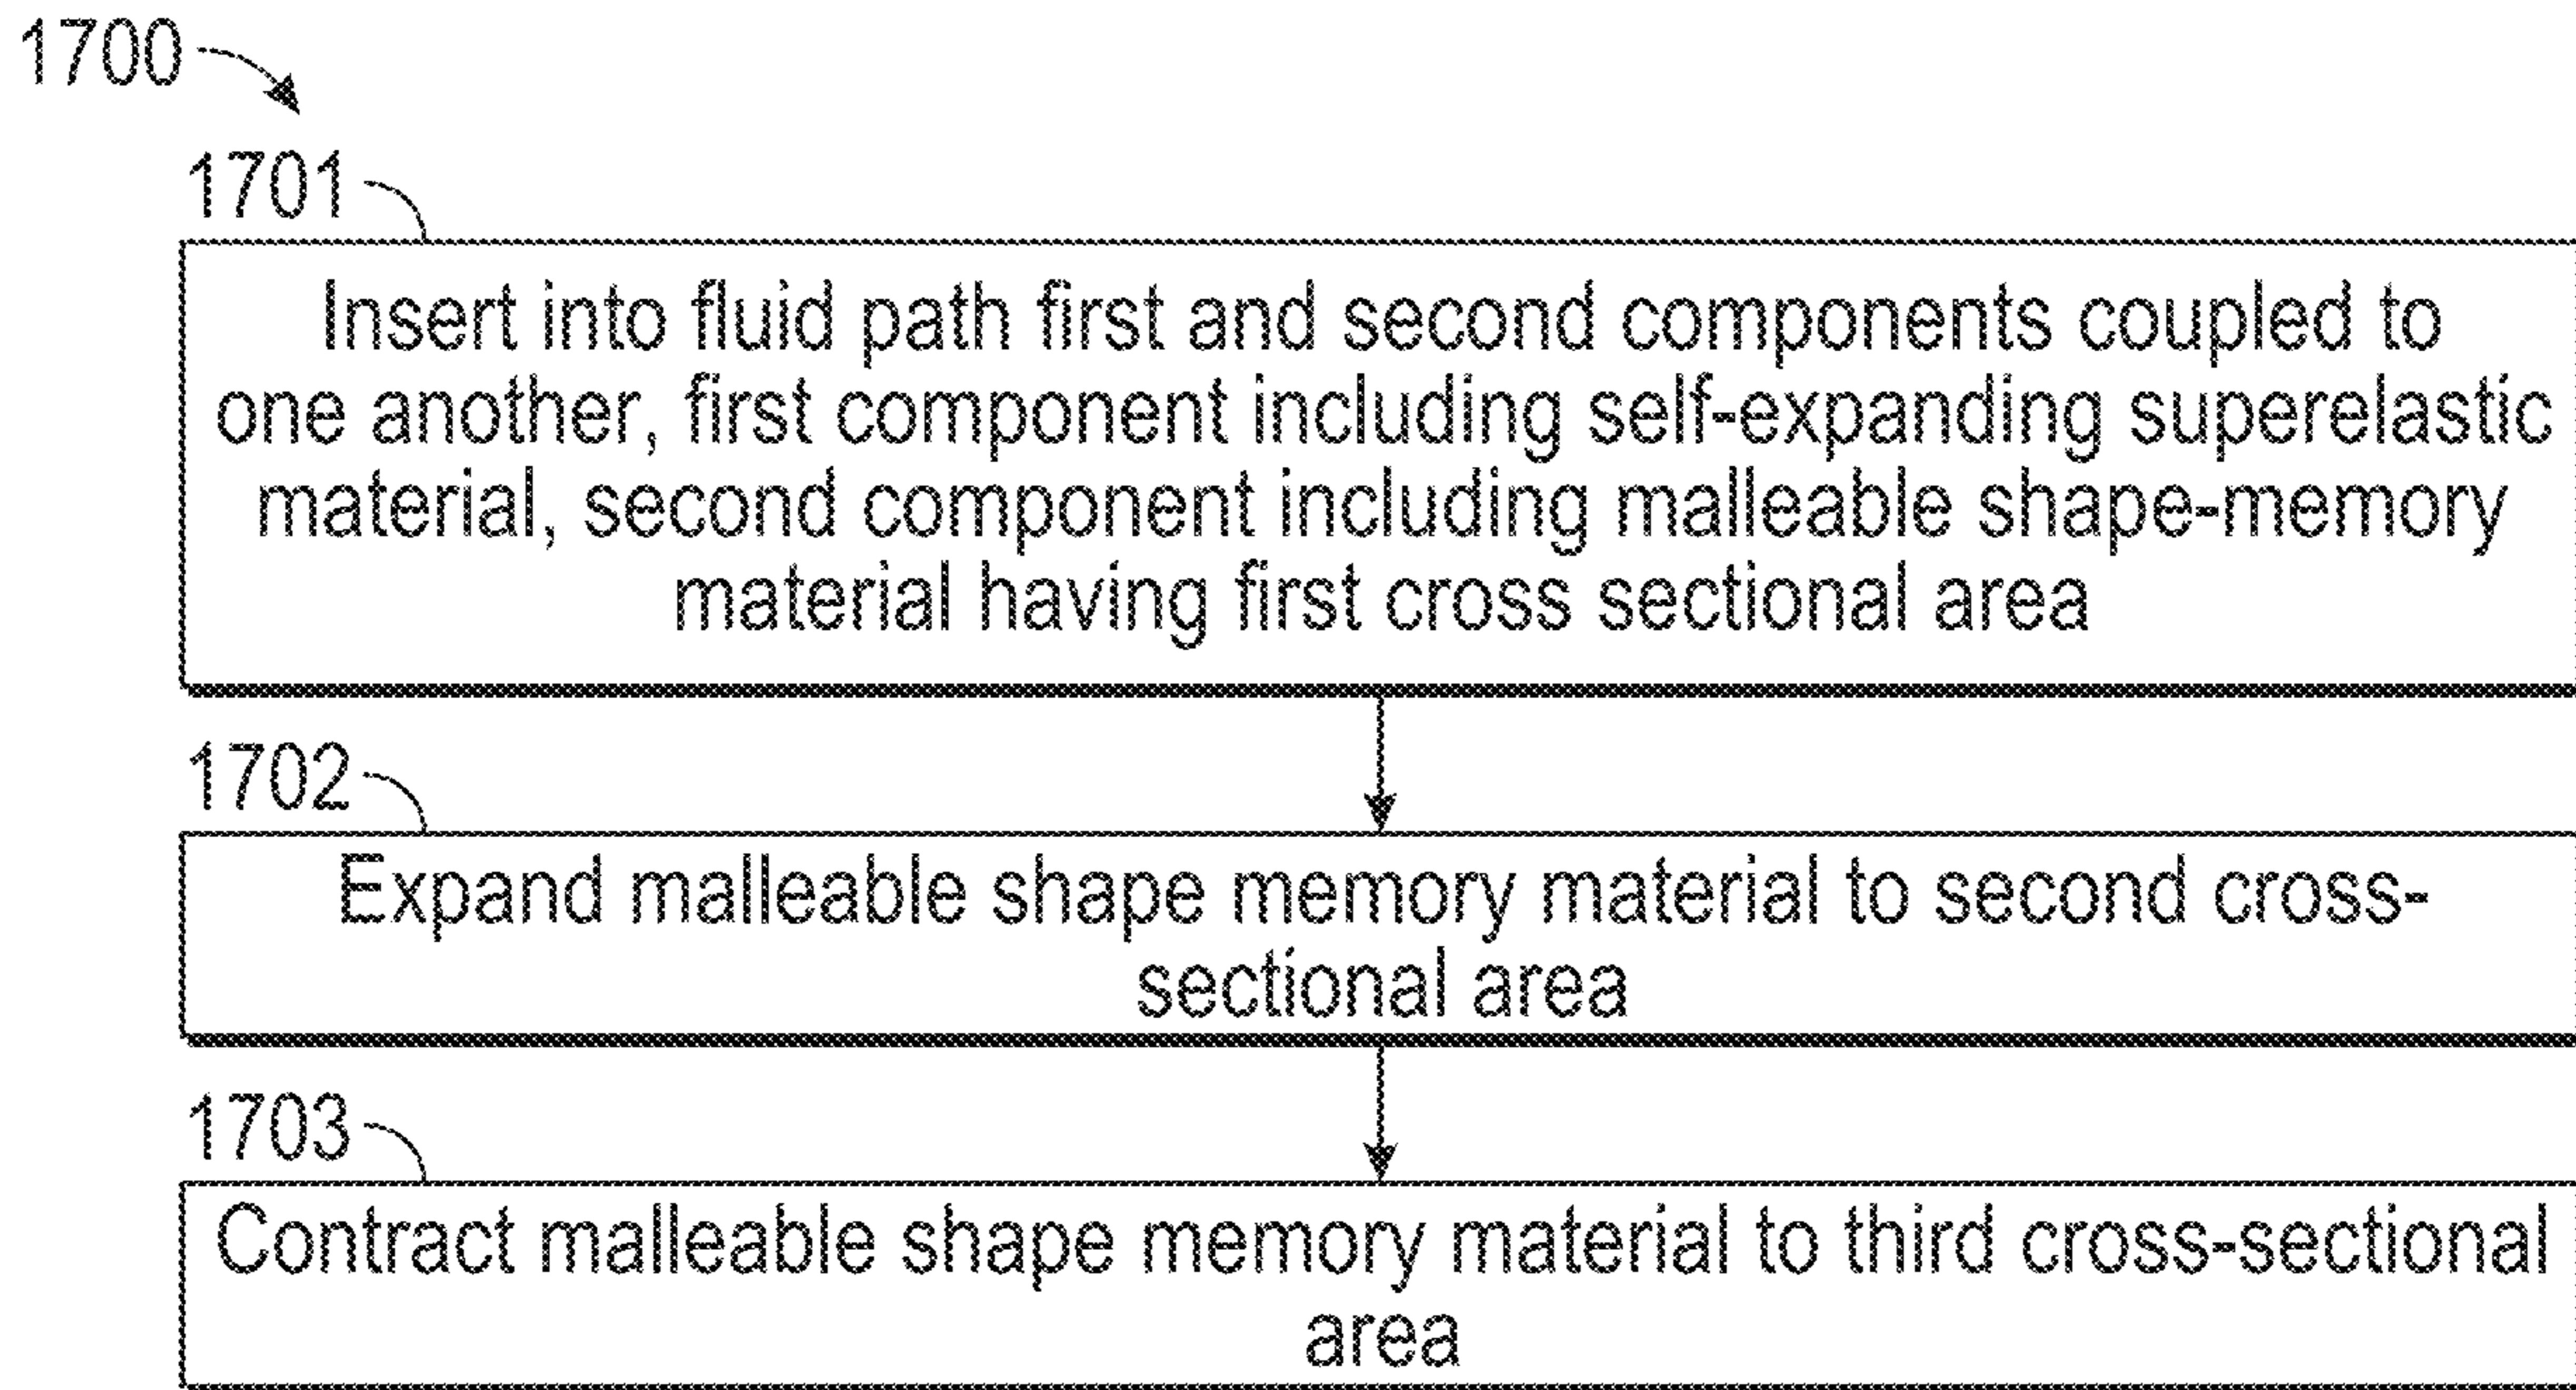 1700
1701
Insert into fluid path first and second components coupled to
one another, first component including self-expanding superelastic
material, second component including malleable shape-memory
material having first cross sectional area
1702
Expand malleable shape memory material to second cross-
sectional area
1703
Contract malleable shape memory material to third cross-sectional
area